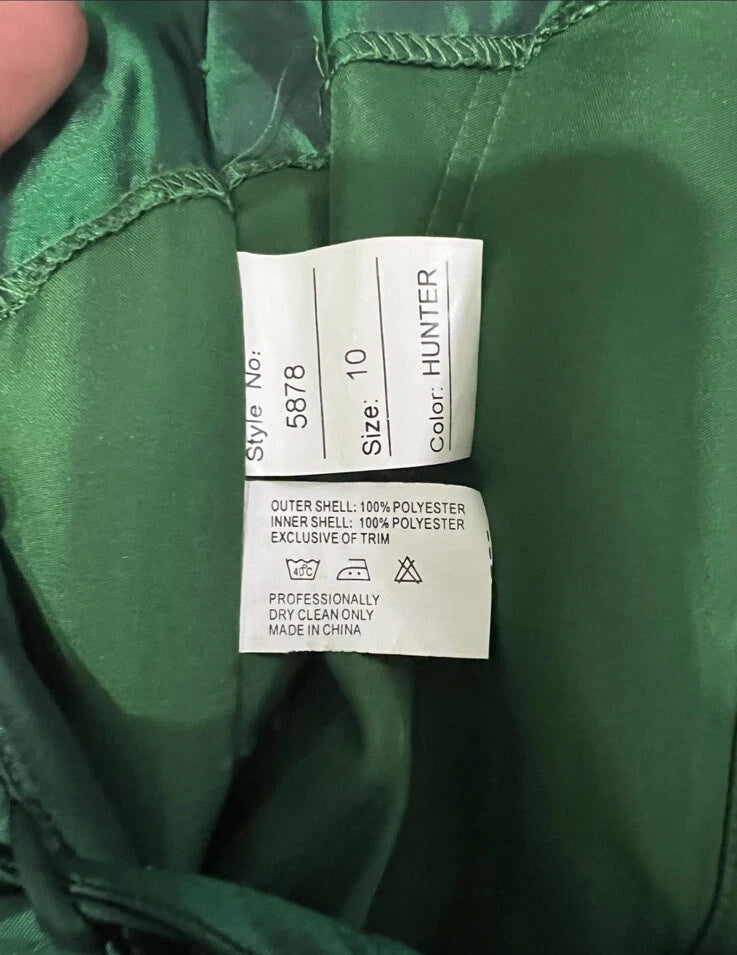 Style No:
5878
Size: 10
Color: HUNTER
OUTER SHELL: 100% POLYESTER
INNER SHELL: 100% POLYESTER
EXCLUSIVE OF TRIM
40°C
PROFESSIONALLY
DRY CLEAN ONLY
MADE IN CHINA